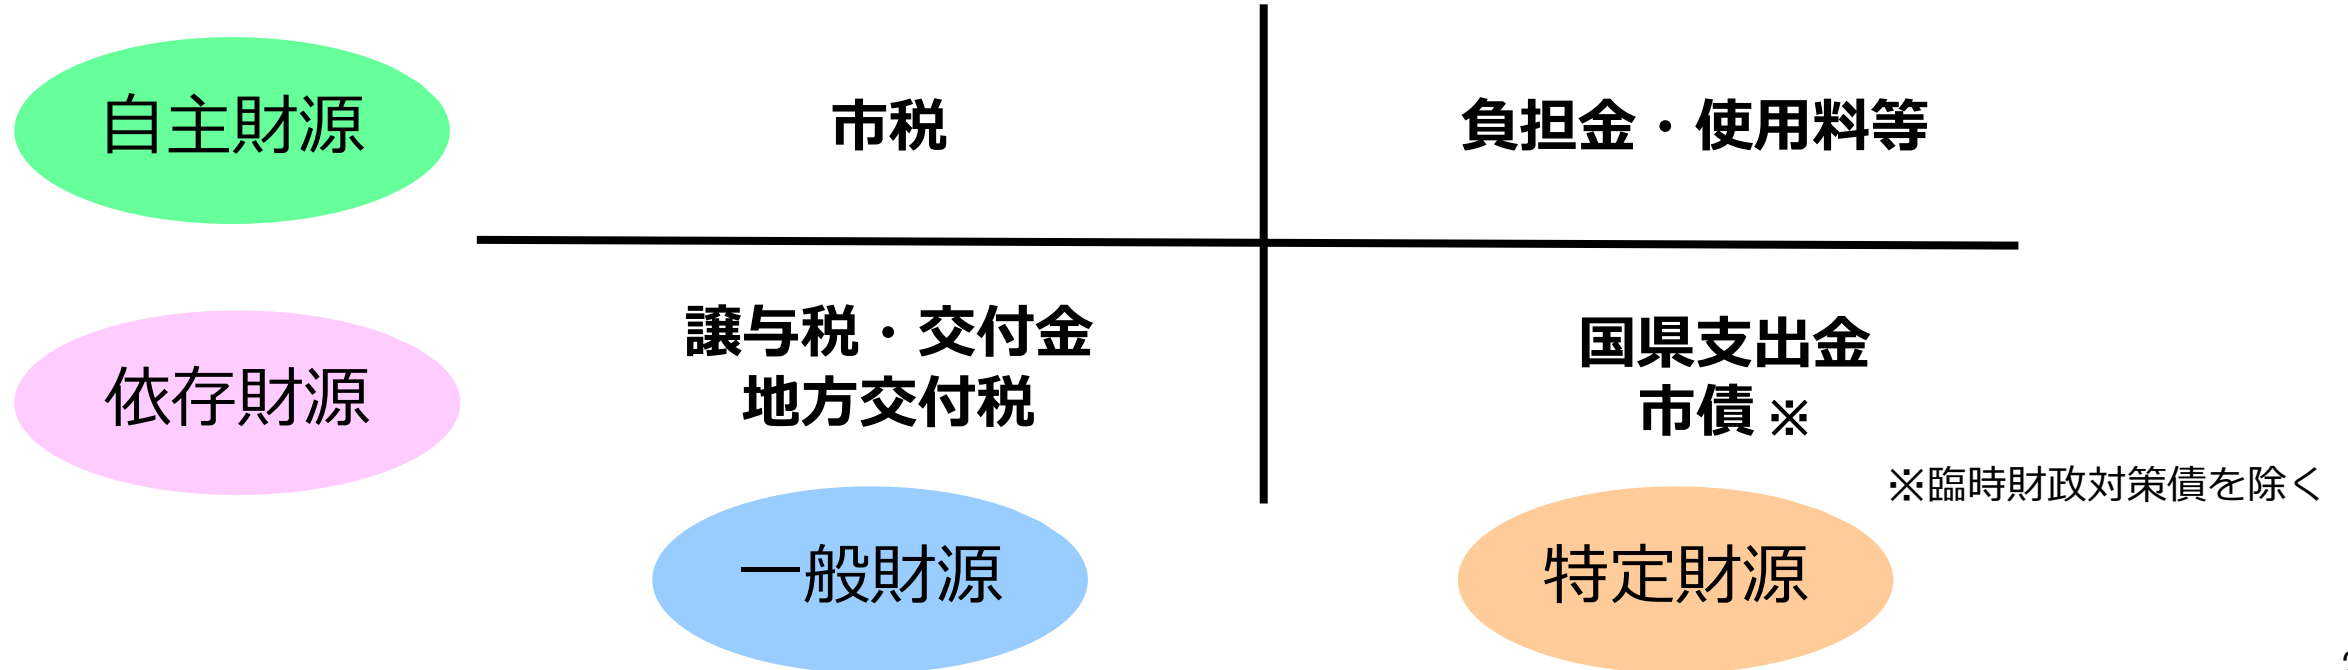 自主財源
市税
負担金・使用料等
依存財源
譲与税・交付金
地方交付税
国県支出金
市債 ※
※臨時財政対策債を除く
一般財源
特定財源